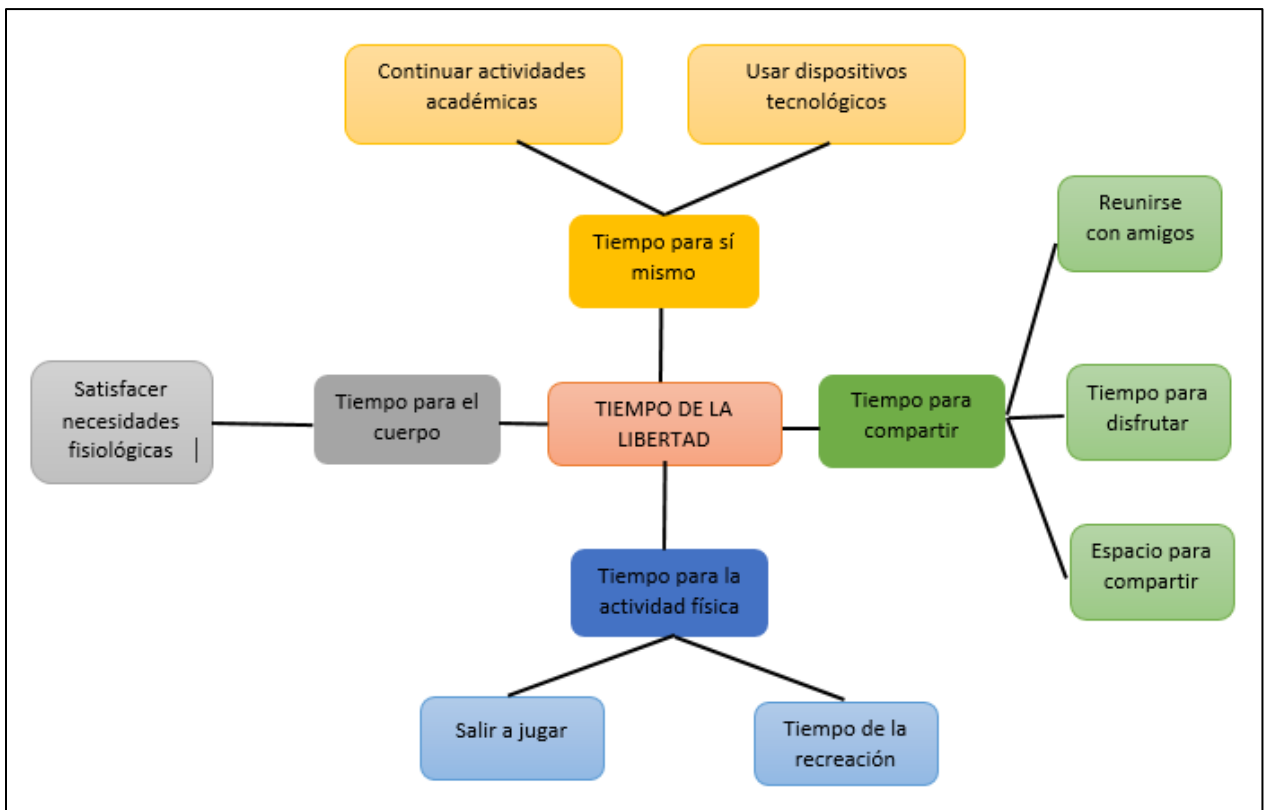 Continuar actividades
académicas
Usar dispositivos
tecnológicos
Reunirse
con amigos
Tiempo para sí
mismo
Satisfacer
necesidades
fisiológicas
Tiempo para el
cuerpo
TIEMPO DE LA
LIBERTAD
Tiempo para
compartir
Tiempo para
disfrutar
Espacio para
compartir
Tiempo para la
actividad física
Salir a jugar
Tiempo de la
recreación